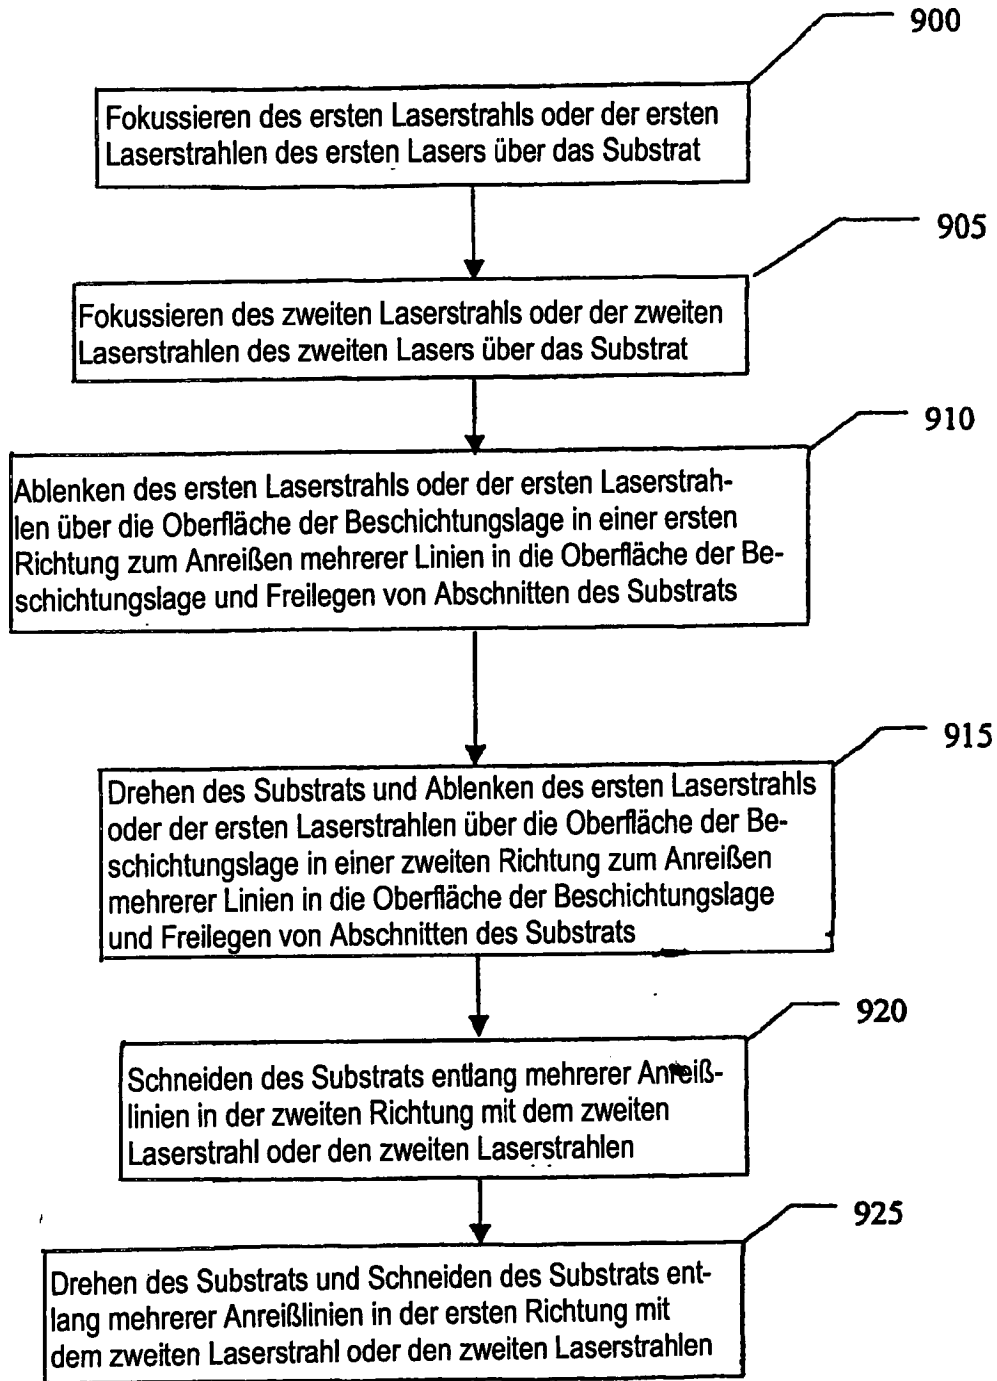 900
Fokussieren des ersten Laserstrahls oder der ersten
Laserstrahlen des ersten Lasers über das Substrat
905
Fokussieren des zweiten Laserstrahls oder der zweiten
Laserstrahlen des zweiten Lasers über das Substrat
910
Ablenken des ersten Laserstrahls oder der ersten Laserstrah-
len über die Oberfläche der Beschichtungslage in einer ersten
Richtung zum Anreißen mehrerer Linien in die Oberfläche der Be-
schichtungslage und Freilegen von Abschnitten des Substrats
915
Drehen des Substrats und Ablenken des ersten Laserstrahls
oder der ersten Laserstrahlen über die Oberfläche der Be-
schichtungslage in einer zweiten Richtung zum Anreißen
mehrerer Linien in die Oberfläche der Beschichtungslage
und Freilegen von Abschnitten des Substrats
920
Schneiden des Substrats entlang mehrerer Anreiß-
linien in der zweiten Richtung mit dem zweiten
Laserstrahl oder den zweiten Laserstrahlen
925
Drehen des Substrats und Schneiden des Substrats ent-
lang mehrerer Anreißlinien in der ersten Richtung mit
dem zweiten Laserstrahl oder den zweiten Laserstrahlen